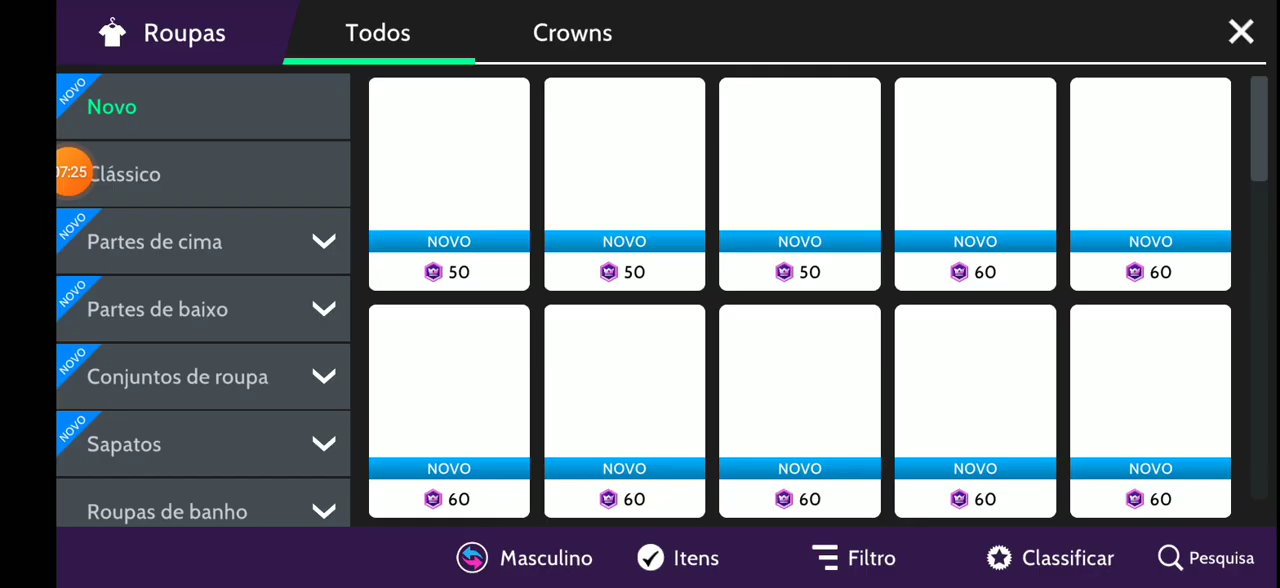 Roupas
Todos
Crowns
NOVO
Novo
07:25
Clássico
NOVO
Partes de cima
NOVO
Partes de baixo
NOVO
Conjuntos de roupa
NOVO
Sapatos
Roupas de banho
NOVO NOVO NOVO NOVO NOVO
50 50 50 60 60
NOVO NOVO NOVO NOVO NOVO
60 60 60 60 60
Masculino
Itens
Filtro
Classificar
Pesquisa